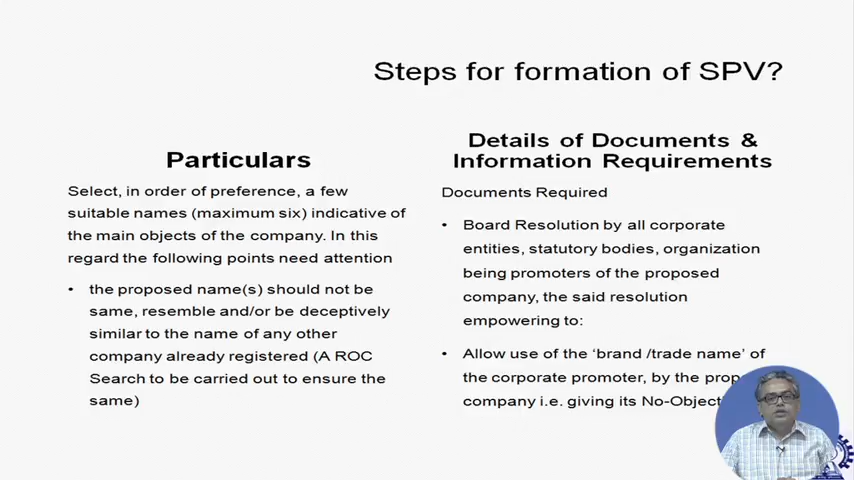 Steps for formation of SPV?
Particulars
Select, in order of preference, a few
suitable names (maximum six) indicative of
the main objects of the company. In this
regard the following points need attention
• the proposed name(s) should not be
same, resemble and/or be deceptively
similar to the name of any other
company already registered (A ROC
Search to be carried out to ensure the
same)
Details of Documents &
Information Requirements
Documents Required
• Board Resolution by all corporate
entities, statutory bodies, organization
being promoters of the proposed
company, the said resolution
empowering to:
• Allow use of the ‘brand /trade name’ of
the corporate promoter, by the
company i.e. giving its